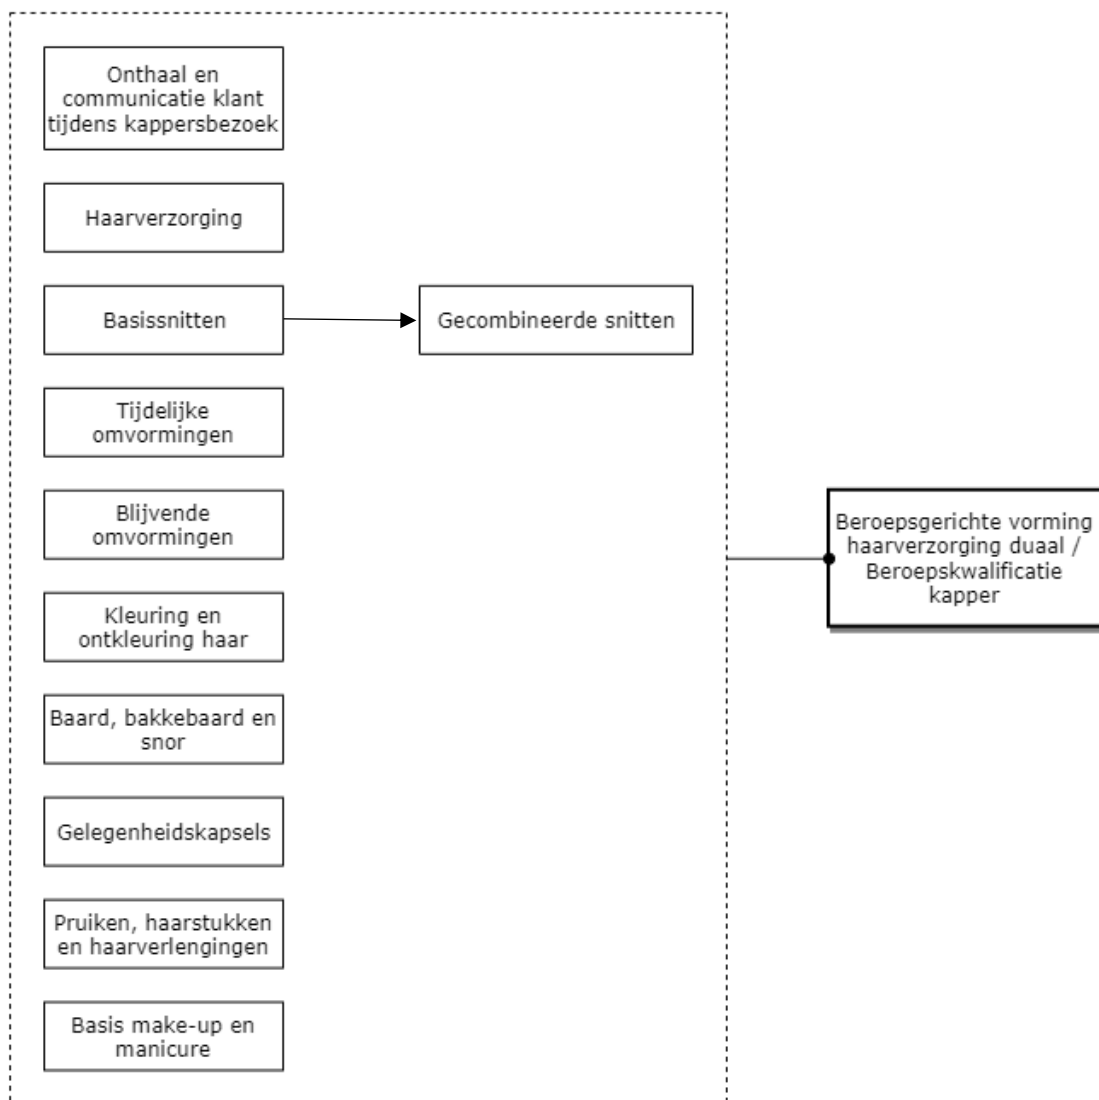 Onthaal en
communicatie klant
tijdens kappersbezoek
Haarverzorging
Basissnitten
Gecombineerde snitten
Tijdelijke
omvormingen
Blijvende
omvormingen
Beroepsgerichte vorming
haarverzorging duaal /
Beroepskwalificatie
kapper
Kleuring en
ontkleuring haar
Baard, bakkebaard en
snor
Gelegenheidskapsels
Pruiken, haarstukken
en haarverlengingen
Basis make-up en
manicure